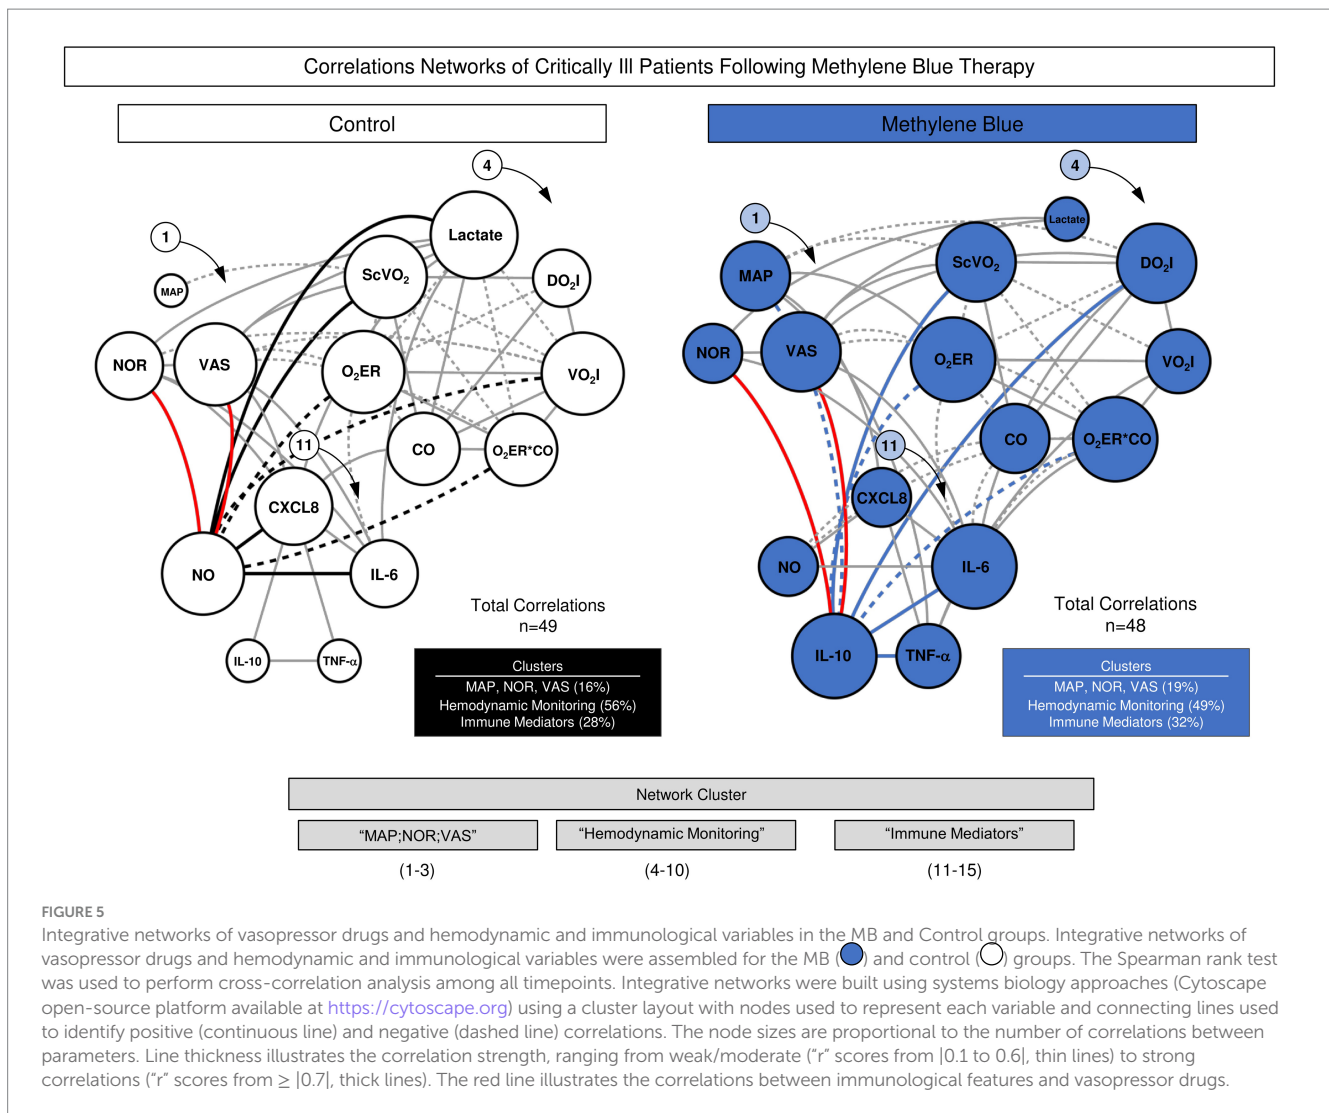 Correlations Networks of Critically Ill Patients Following Methylene Blue Therapy
Control
Methylene Blue
4
1
Lactate
ScVO₂
MAP
DO₂I
NOR
VAS
O₂ER
VO₂I
11
CO
O₂ER*CO
CXCL8
NO
IL-6
IL-10
TNF-α
Total Correlations
n=49
Clusters
MAP, NOR, VAS (16%)
Hemodynamic Monitoring (56%)
Immune Mediators (28%)
4
1
Lactate
ScVO₂
DO₂I
MAP
NOR
VAS
O₂ER
VO₂I
11
CO
O₂ER*CO
CXCL8
NO
IL-6
IL-10
TNF-α
Total Correlations
n=48
Clusters
MAP, NOR, VAS (19%)
Hemodynamic Monitoring (49%)
Immune Mediators (32%)
Network Cluster
“MAP;NOR;VAS”
“Hemodynamic Monitoring”
“Immune Mediators”
(1-3)
(4-10)
(11-15)
FIGURE 5
Integrative networks of vasopressor drugs and hemodynamic and immunological variables in the MB and Control groups. Integrative networks of
vasopressor drugs and hemodynamic and immunological variables were assembled for the MB ( ) and control ( ) groups. The Spearman rank test
was used to perform cross-correlation analysis among all timepoints. Integrative networks were built using systems biology approaches (Cytoscape
open-source platform available at https://cytoscape.org) using a cluster layout with nodes used to represent each variable and connecting lines used
to identify positive (continuous line) and negative (dashed line) correlations. The node sizes are proportional to the number of correlations between
parameters. Line thickness illustrates the correlation strength, ranging from weak/moderate (“r” scores from |0.1 to 0.6|, thin lines) to strong
correlations (“r” scores from ≥ |0.7|, thick lines). The red line illustrates the correlations between immunological features and vasopressor drugs.